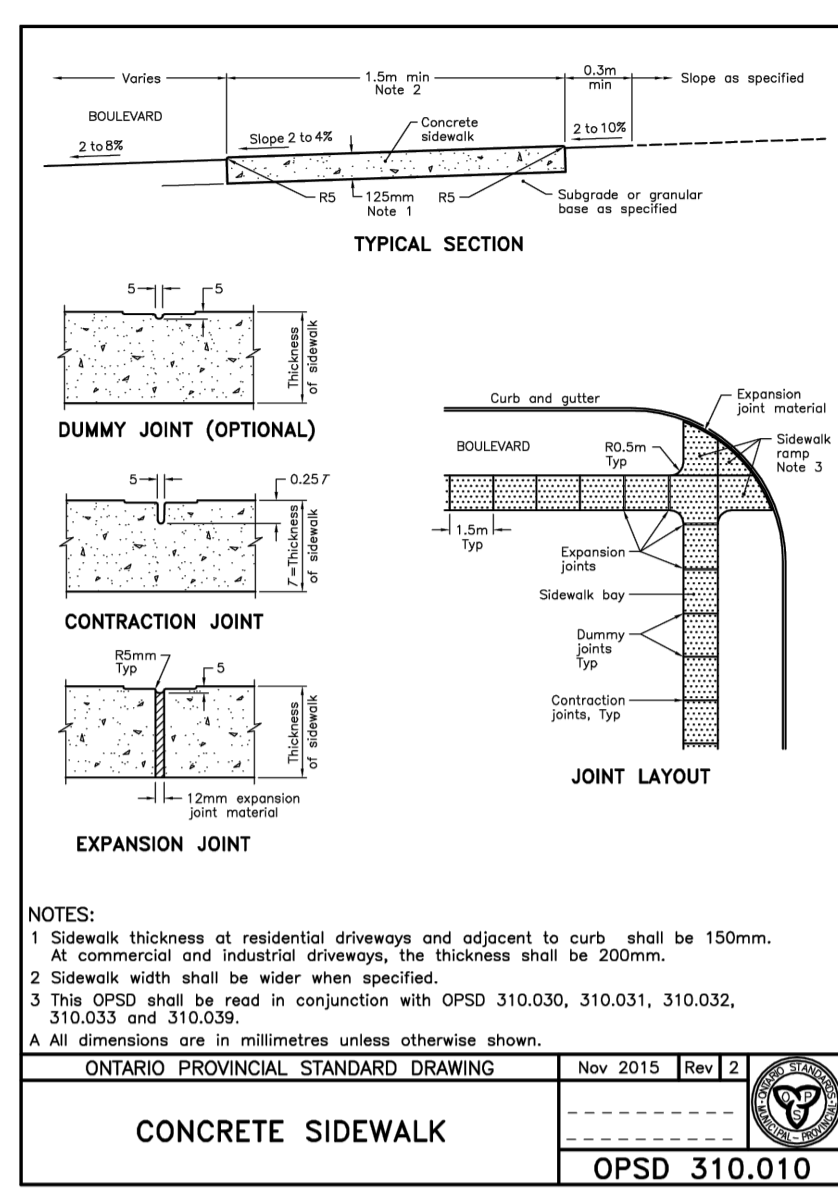 Varies
1.5m min
Note 2
0.3m
min
Slope as specified
BOULEVARD
2 to 8%
Slope 2 to 4%
Concrete
sidewalk
2 to 10%
R5
125mm
Note 1
R5
Subgrade or granular
base as specified
TYPICAL SECTION
5
5
Thickness
of sidewalk
DUMMY JOINT (OPTIONAL)
5
0.25T
T=Thickness
of sidewalk
CONTRACTION JOINT
R5mm
Typ
5
Thickness
of sidewalk
12mm expansion
joint material
EXPANSION JOINT
Curb and gutter
Expansion
joint material
BOULEVARD
R0.5m
Typ
Sidewalk
ramp
Note 3
1.5m
Typ
Expansion
joints
Sidewalk bay
Dummy
joints
Typ
Contraction
joints, Typ
JOINT LAYOUT
NOTES:
1 Sidewalk thickness at residential driveways and adjacent to curb shall be 150mm.
At commercial and industrial driveways, the thickness shall be 200mm.
2 Sidewalk width shall be wider when specified.
3 This OPSD shall be read in conjunction with OPSD 310.030, 310.031, 310.032,
310.033 and 310.039.
A All dimensions are in millimetres unless otherwise shown.
ONTARIO PROVINCIAL STANDARD DRAWING
Nov 2015
Rev
2
CONCRETE SIDEWALK
ONTARIO STANDARDS
MUNICIPAL - PROVINCIAL
O P
S
OPSD 310.010